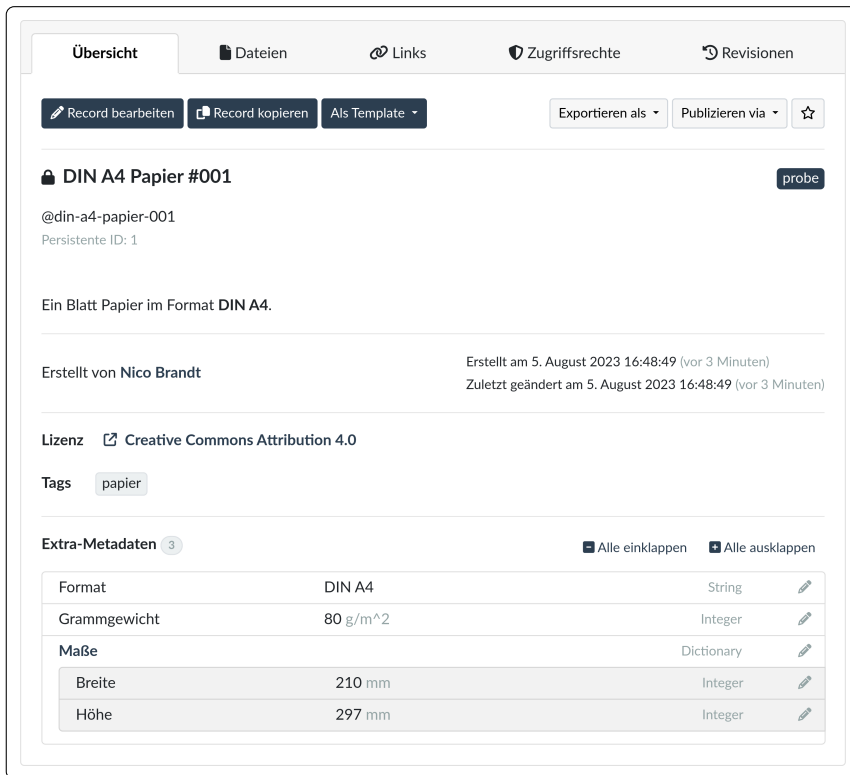 Übersicht Dateien Links Zugriffsrechte Revisionen
Record bearbeiten Record kopieren Als Template Exportieren als Publizieren via
DIN A4 Papier #001 probe
@din-a4-papier-001
Persistente ID: 1
Ein Blatt Papier im Format DIN A4.
Erstellt von Nico Brandt
Erstellt am 5. August 2023 16:48:49 (vor 3 Minuten)
Zuletzt geändert am 5. August 2023 16:48:49 (vor 3 Minuten)
Lizenz Creative Commons Attribution 4.0
Tags papier
Extra-Metadaten 3 Alle einklappen Alle ausklappen
Format DIN A4 String
Grammgewicht 80 g/m^2 Integer
Maße Dictionary
Breite 210 mm Integer
Höhe 297 mm Integer